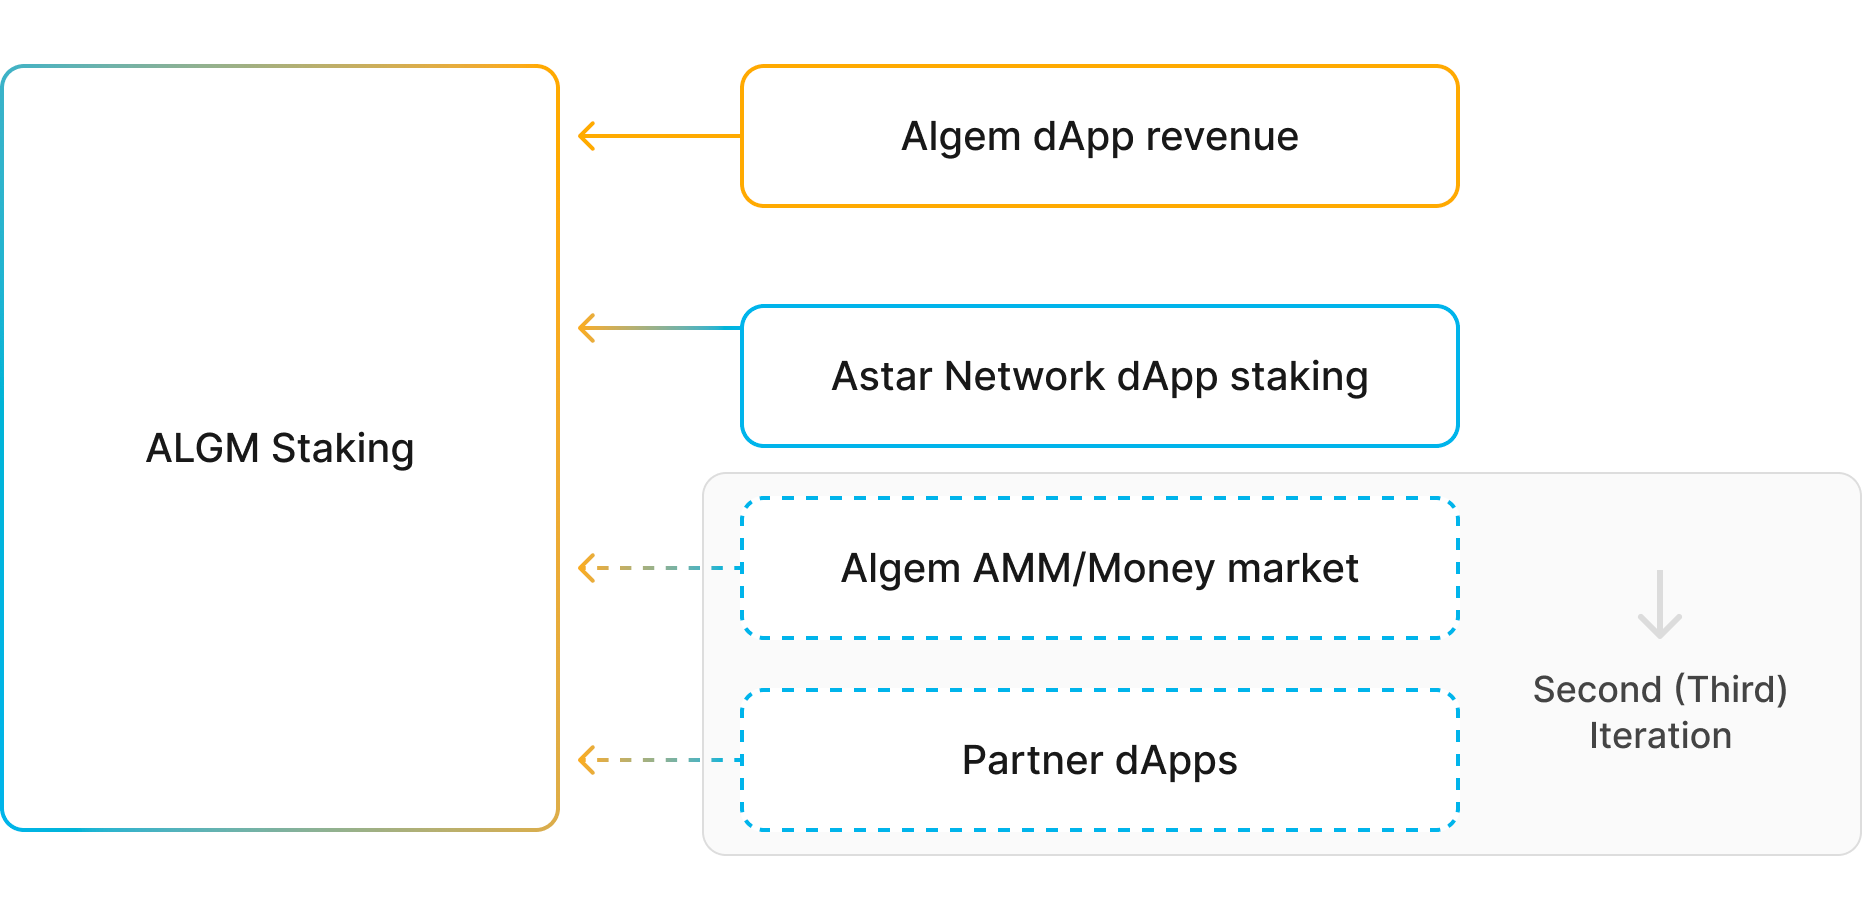 Algem dApp revenue
Astar Network dApp staking
ALGM Staking
Algem AMM/Money market
Second (Third)
Iteration
Partner dApps